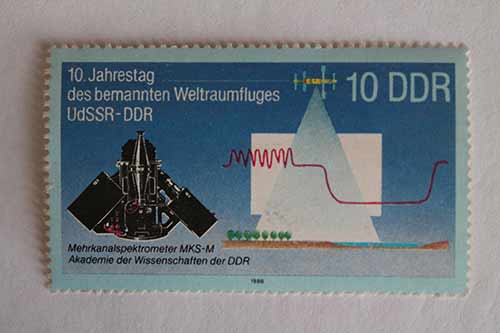 10. Jahrestag
des bemannten Weltraumfluges
UdSSR-DDR
10 DDR
Mehrkanalspektrometer MKS-M
Akademie der Wissenschaften der DDR
1988